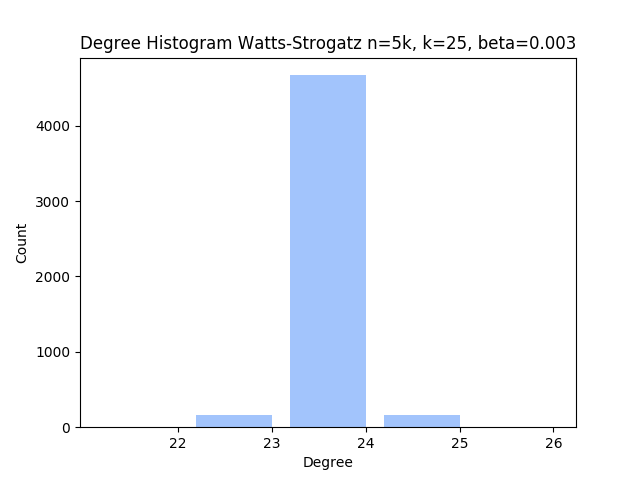 Degree Histogram Watts-Strogatz n=5k, k=25, beta=0.003
4000
3000
2000
1000
0
Count
22 23 24 25 26
Degree